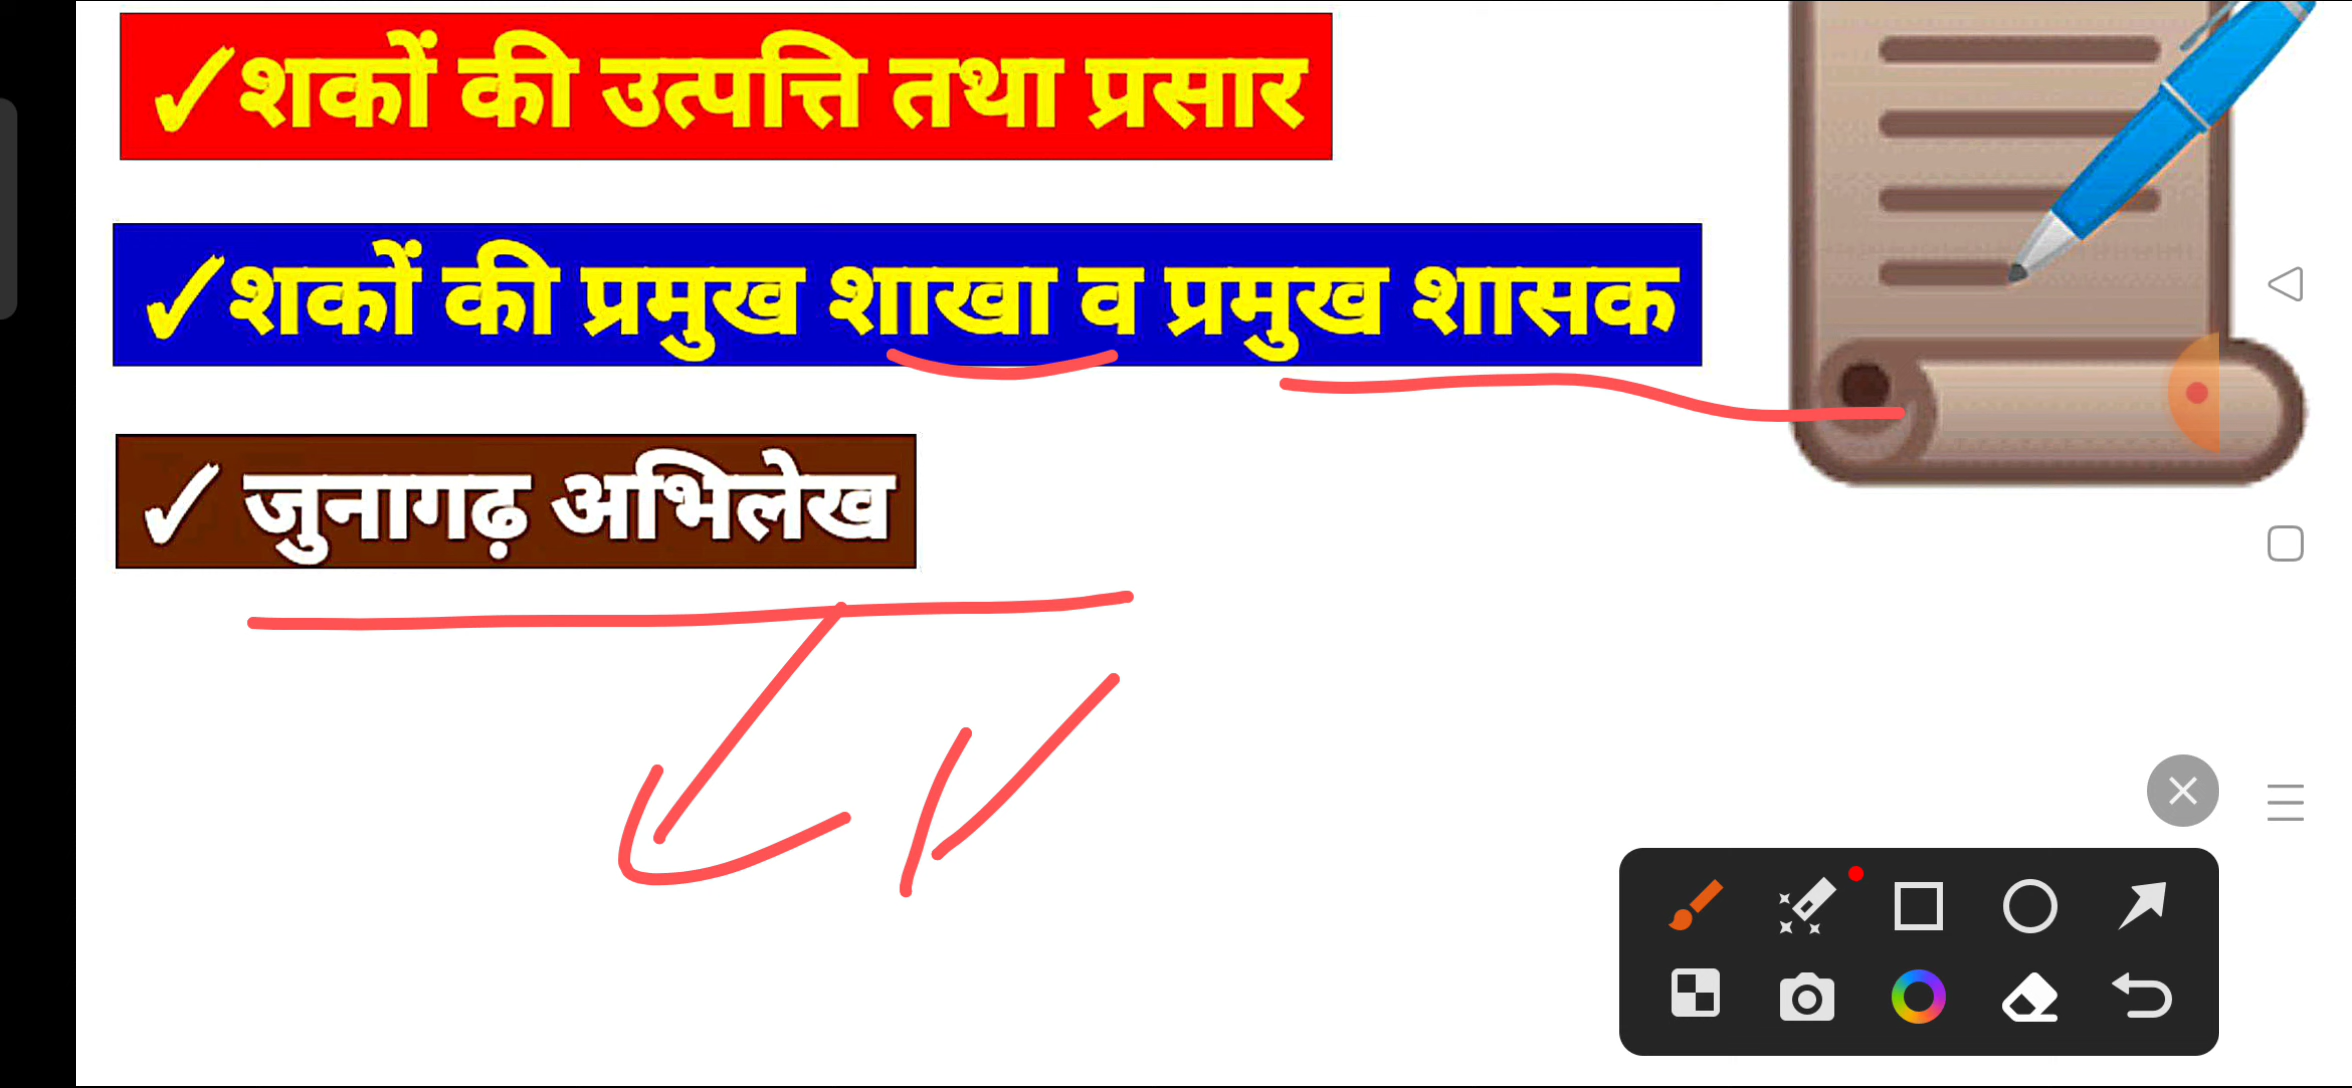 ✓शकों की उत्पत्ति तथा प्रसार
✓शकों की प्रमुख शाखा व प्रमुख शासक
✓ जुनागढ़ अभिलेख